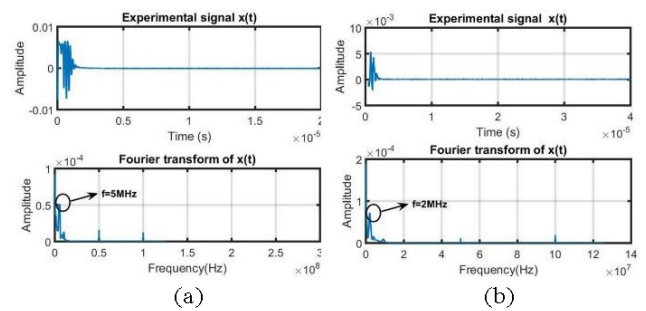 Experimental signal x(t)
0.01
0
-0.01
Amplitude
0 0.5 1 1.5 2
Time (s)
×10^-5
Fourier transform of x(t)
×10^-4
1
0.5
0
Amplitude
f=5MHz
0 0.5 1 1.5 2 2.5 3
Frequency(Hz)
×10^8
(a)
Experimental signal x(t)
×10^-3
10
5
0
-5
Amplitude
0 1 2 3 4
Time (s)
×10^-5
Fourier transform of x(t)
×10^-4
2
1
0
Amplitude
f=2MHz
0 2 4 6 8 10 12 14
Frequency(Hz)
×10^7
(b)